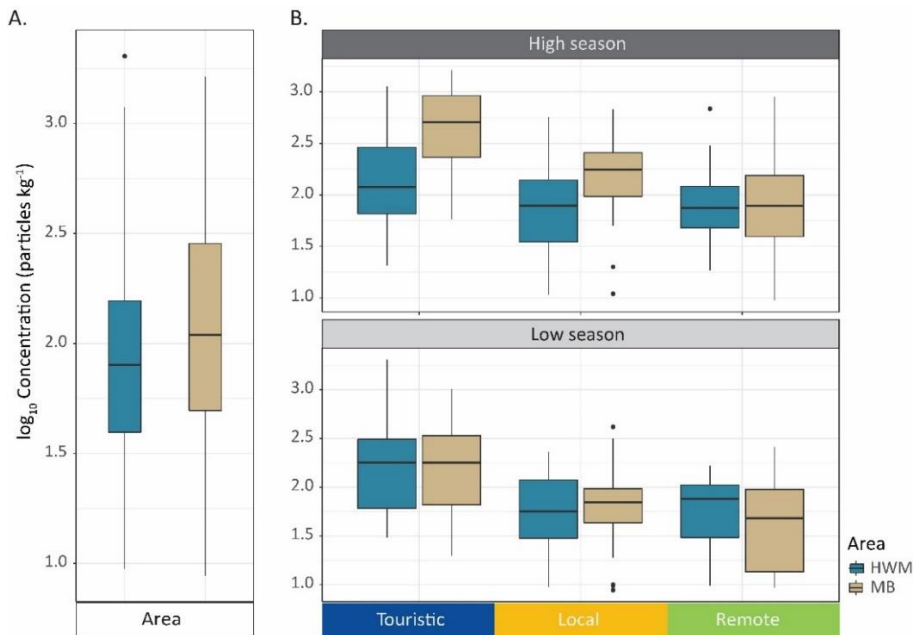 A.
B.
log₁₀ Concentration (particles kg⁻¹)
3.0
2.5
2.0
1.5
1.0
Area
High season
3.0
2.5
2.0
1.5
1.0
Low season
3.0
2.5
2.0
1.5
1.0
Touristic
Local
Remote
Area
HWM
MB